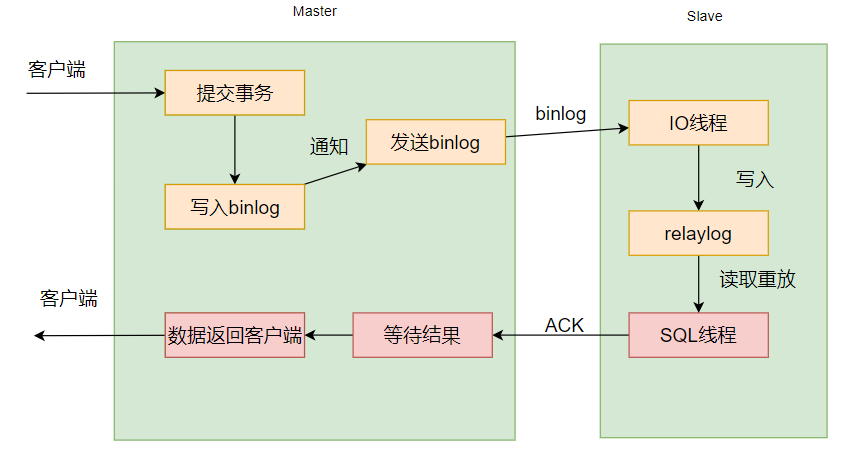 Master
Slave
客户端
提交事务
binlog
IO线程
通知
发送binlog
写入
写入binlog
relaylog
读取重放
客户端
数据返回客户端
等待结果
ACK
SQL线程